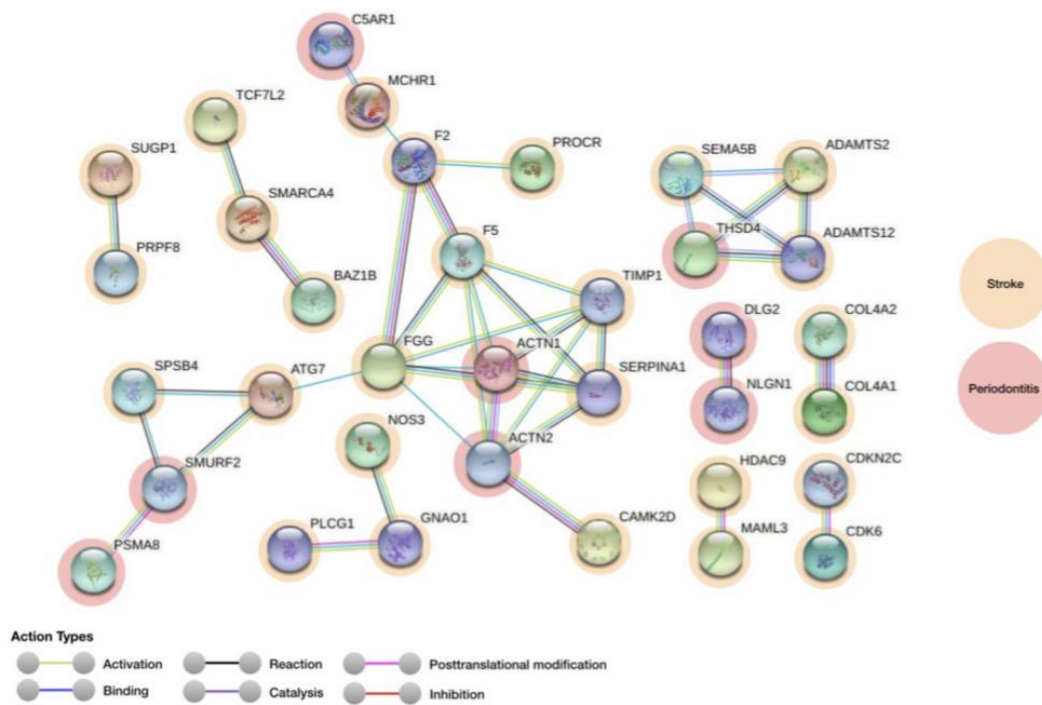 C5AR1
MCHR1
TCF7L2
F2
PROCR
SUGP1
SEMA5B
ADAMTS2
SMARCA4
THSD4
ADAMTS12
F5
PRPF8
BAZ1B
TIMP1
Stroke
DLG2
COL4A2
FGG
ACTN1
SPSB4
ATG7
SERPINA1
NLGN1
COL4A1
Periodontitis
NOS3
ACTN2
SMURF2
HDAC9
CDKN2C
PLCG1
GNAO1
CAMK2D
MAML3
CDK6
PSMA8
Action Types
Activation
Reaction
Posttranslational modification
Binding
Catalysis
Inhibition